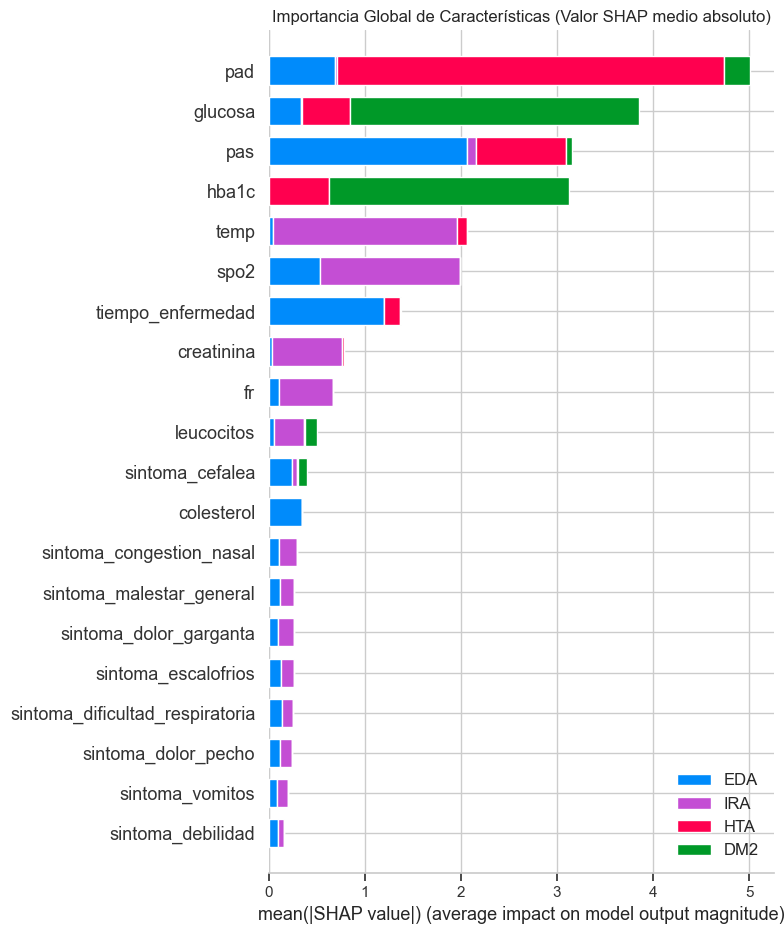 Importancia Global de Características (Valor SHAP medio absoluto)
pad
glucosa
pas
hba1c
temp
spo2
tiempo_enfermedad
creatinina
fr
leucocitos
sintoma_cefalea
colesterol
sintoma_congestion_nasal
sintoma_malestar_general
sintoma_dolor_garganta
sintoma_escalofrios
sintoma_dificultad_respiratoria
sintoma_dolor_pecho
sintoma_vomitos
sintoma_debilidad
EDA
IRA
HTA
DM2
0 1 2 3 4 5
mean(|SHAP value|) (average impact on model output magnitude)